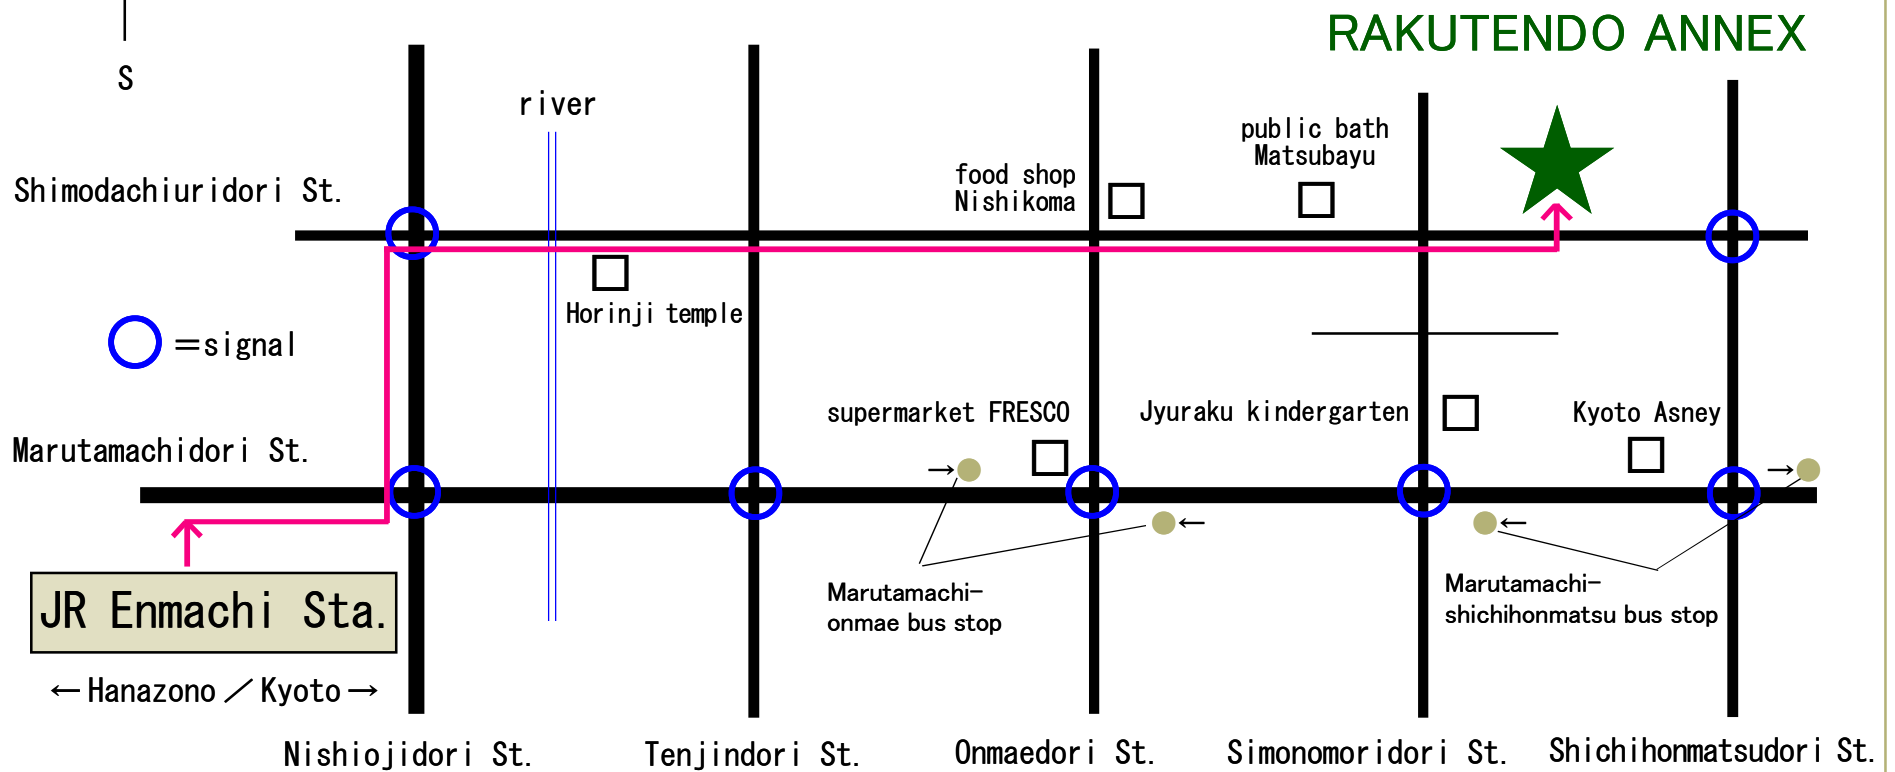 RAKUTENDO ANNEX
S
river
public bath
Matsubayu
food shop
Nishikoma
Shimodachiuridori St.
Horinji temple
=signal
supermarket FRESCO
Jyuraku kindergarten
Kyoto Asney
Marutamachidori St.
→
→
←
←
JR Enmachi Sta.
Marutamachi-
onmae bus stop
Marutamachi-
shichihonmatsu bus stop
←Hanazono/Kyoto→
Nishiojidori St.
Tenjindori St.
Onmaedori St.
Simonomoridori St.
Shichihonmatsudori St.